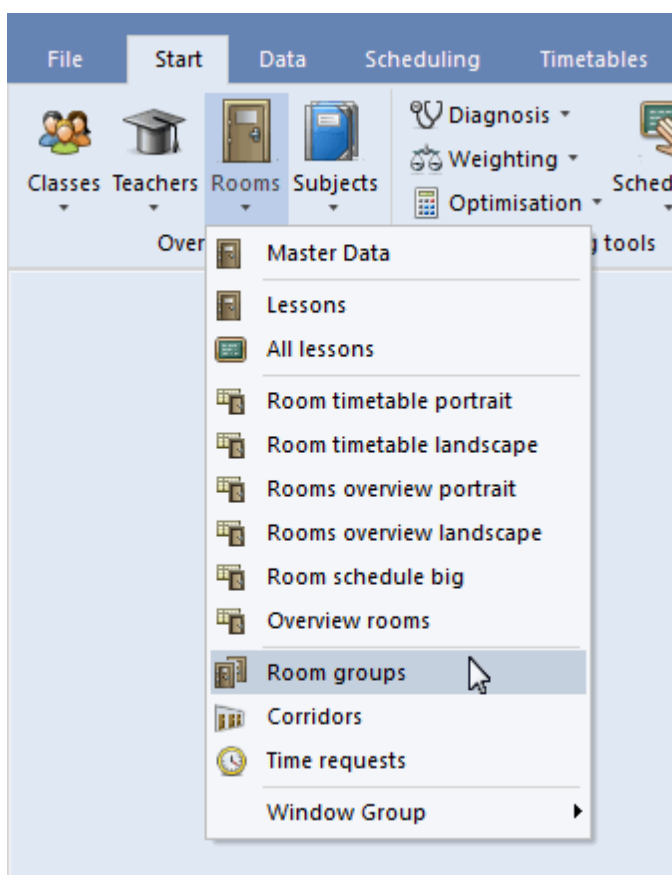 File Start Data Scheduling Timetables
Diagnosis
Weighting
Classes Teachers Rooms Subjects
Optimisation
Sched
Over
g tools
Master Data
Lessons
All lessons
Room timetable portrait
Room timetable landscape
Rooms overview portrait
Rooms overview landscape
Room schedule big
Overview rooms
Room groups
Corridors
Time requests
Window Group